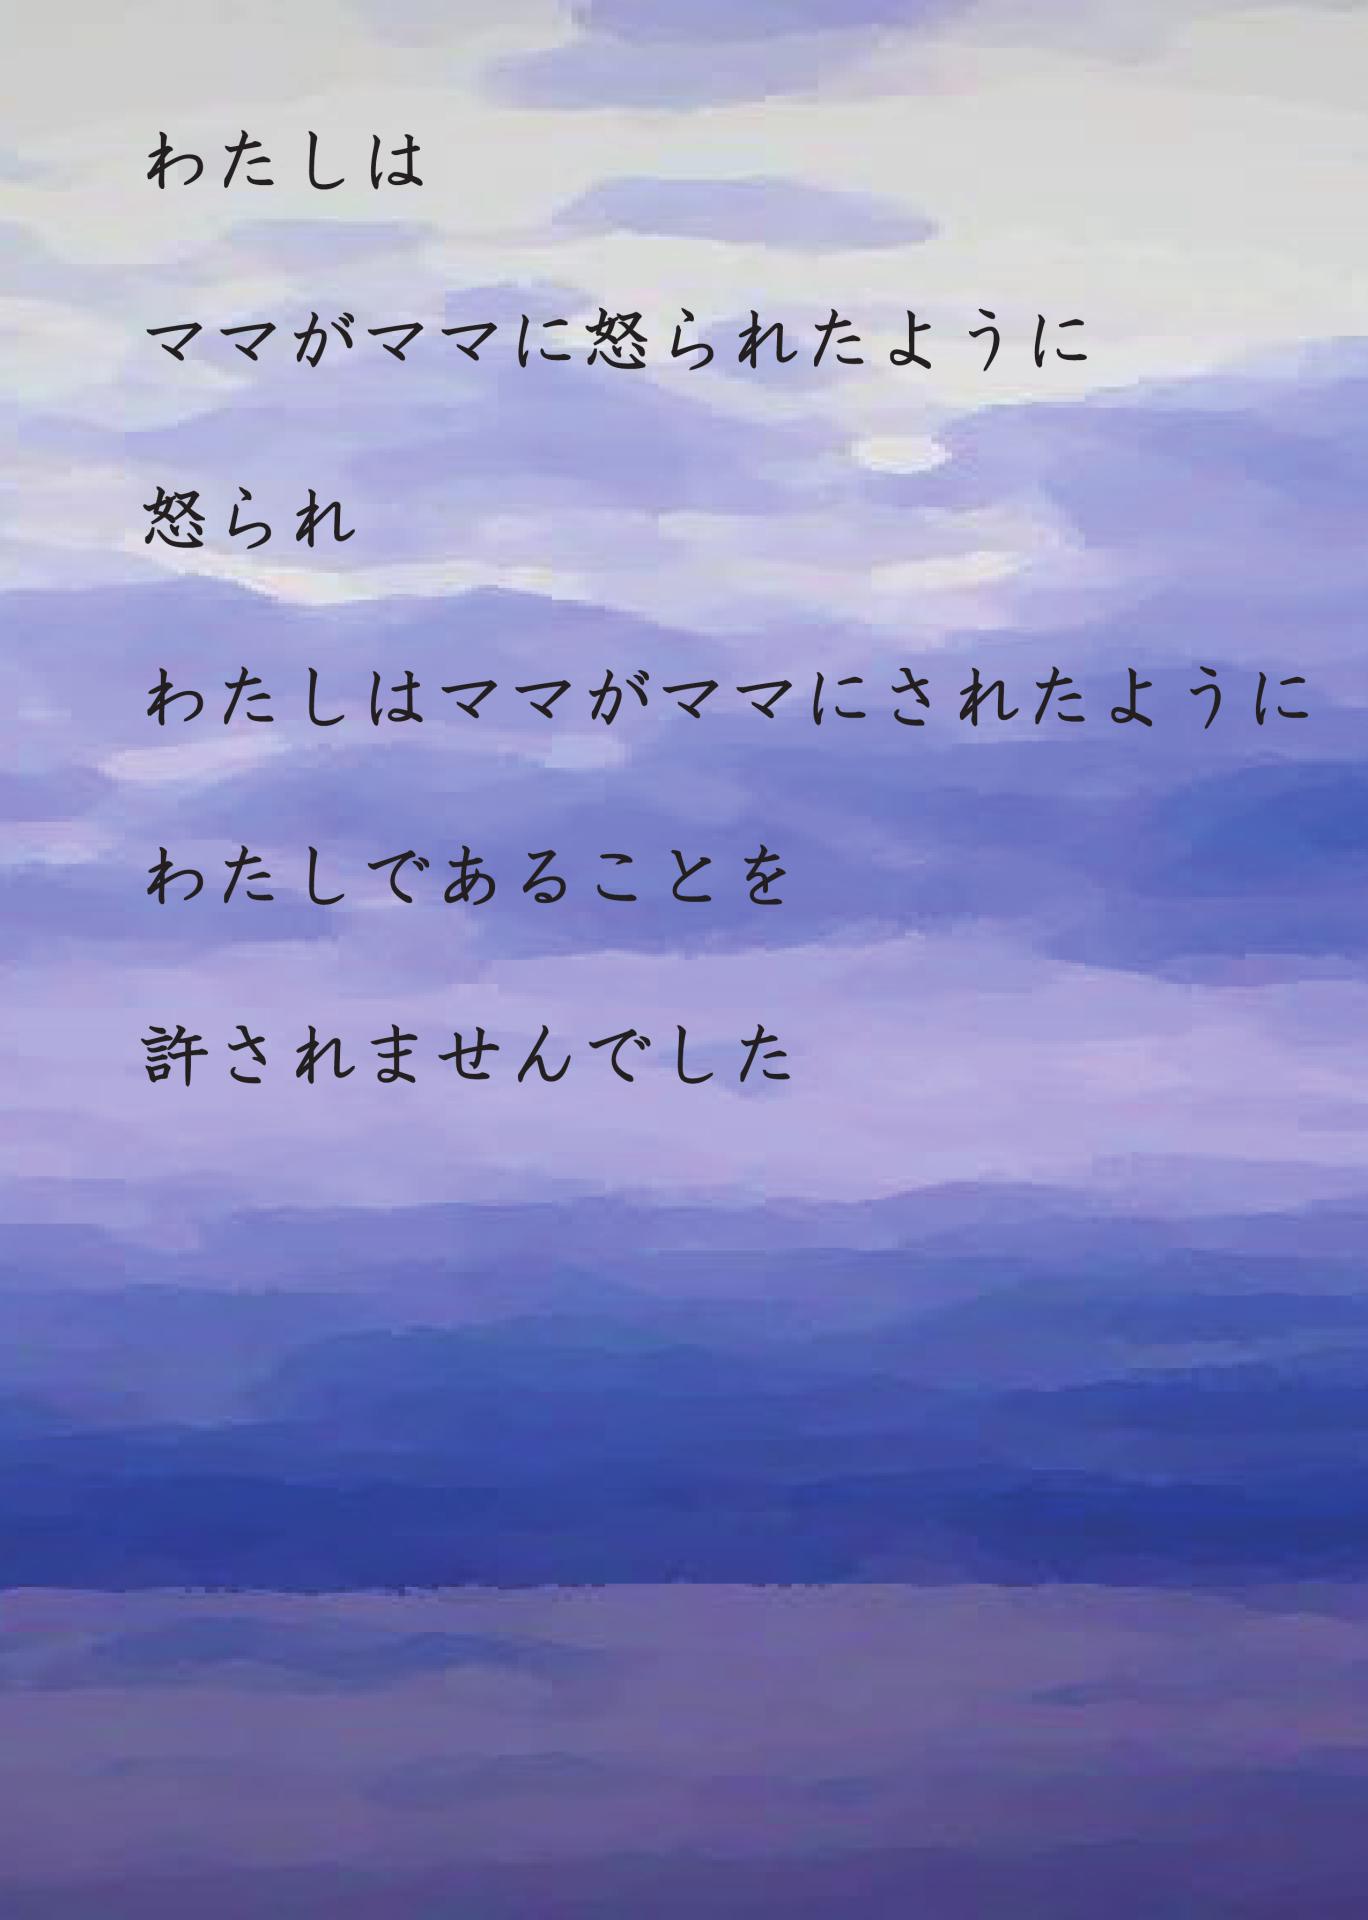 わたしは
ママがママに怒られたように
怒られ
わたしはママがママにされたように
わたしであることを
許されませんでした